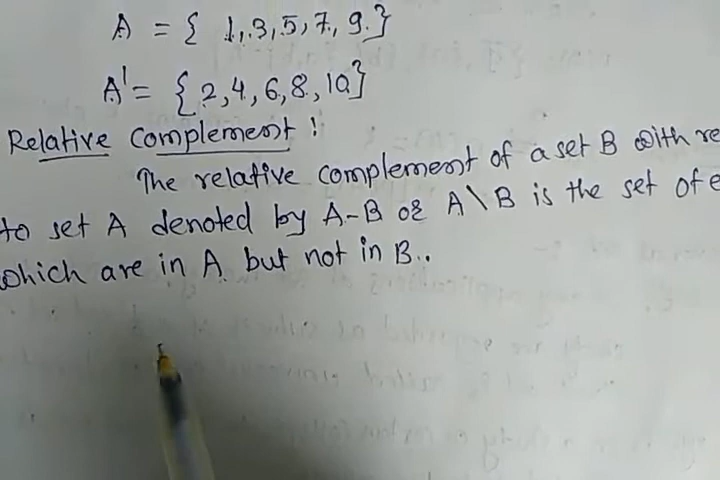 A = { 1, 3, 5, 7, 9 }
A' = { 2, 4, 6, 8, 10 }
Relative Complement :
The relative complement of a set B with re
to set A denoted by A-B or A\B is the set of e
which are in A but not in B..